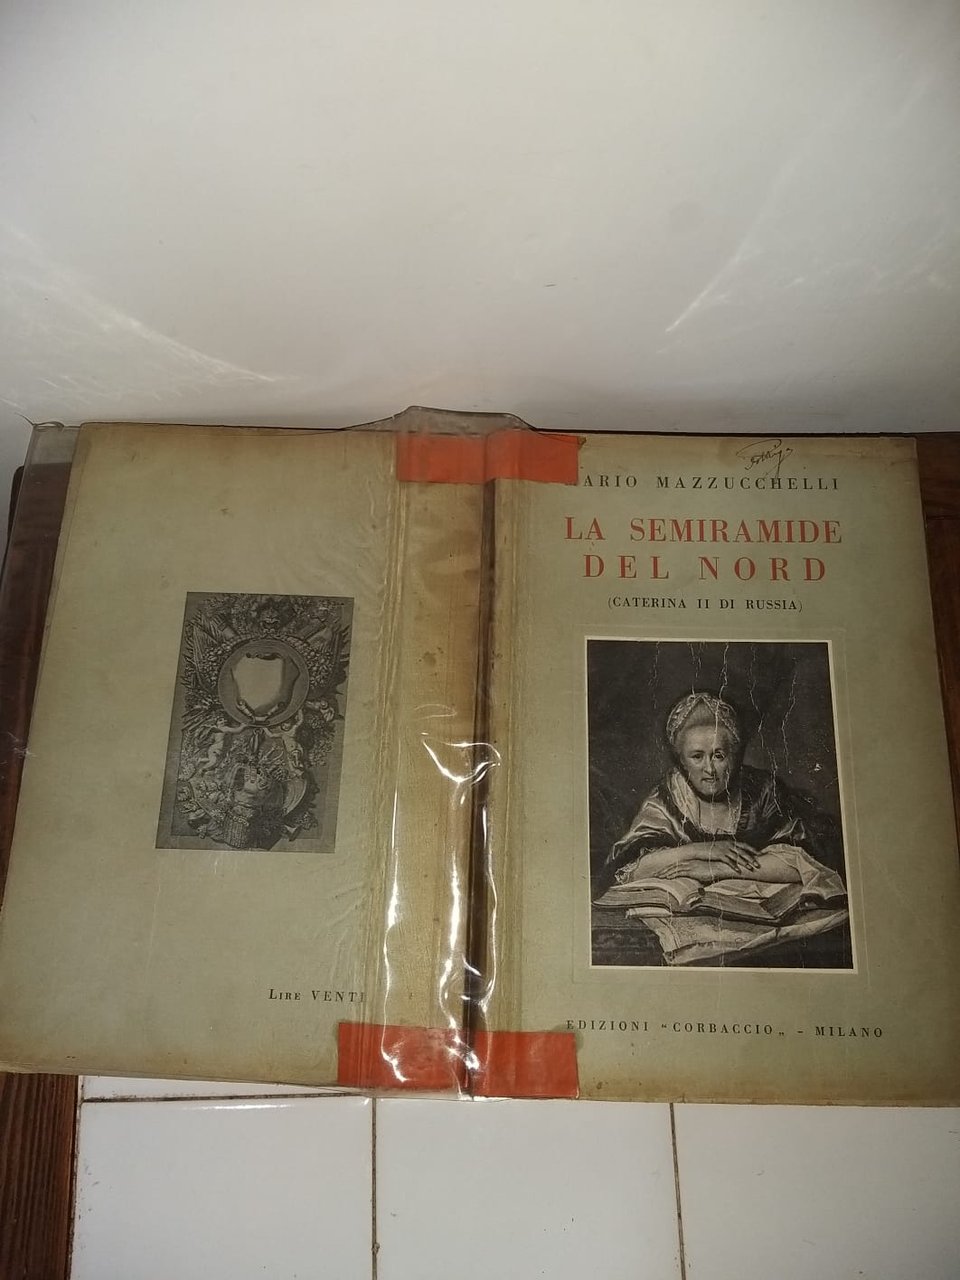 ARIO MAZZUCCHELLI
LA SEMIRAMIDE
DEL NORD
(CATERINA II DI RUSSIA)
EDIZIONI "CORBACCIO„ - MILANO
LIRE VENTI